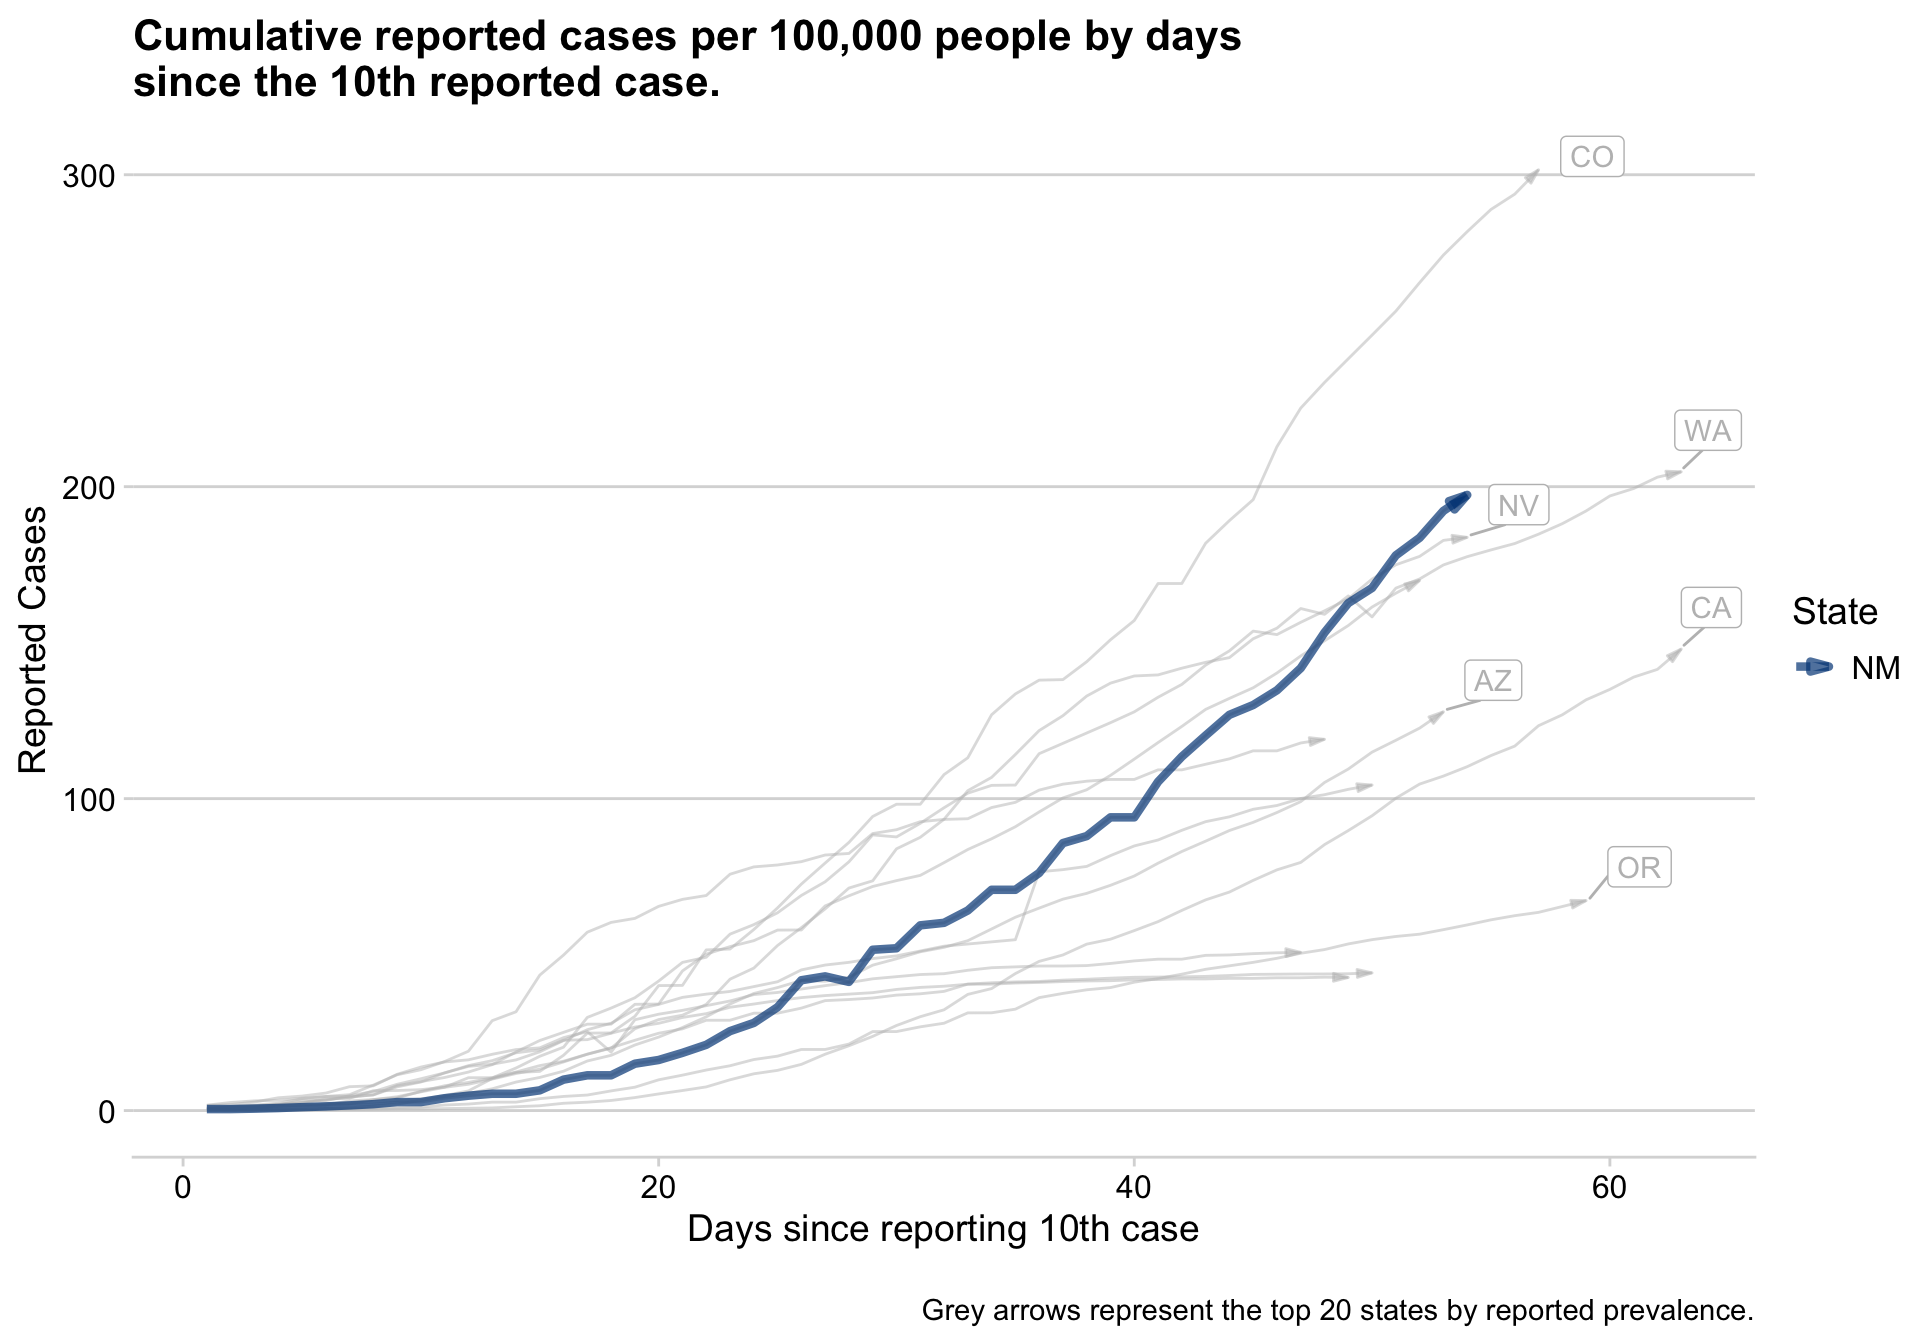 Cumulative reported cases per 100,000 people by days
since the 10th reported case.
CO
300
WA
200
NV
CA
State
NM
AZ
Reported Cases
100
OR
0
0 20 40 60
Days since reporting 10th case
Grey arrows represent the top 20 states by reported prevalence.